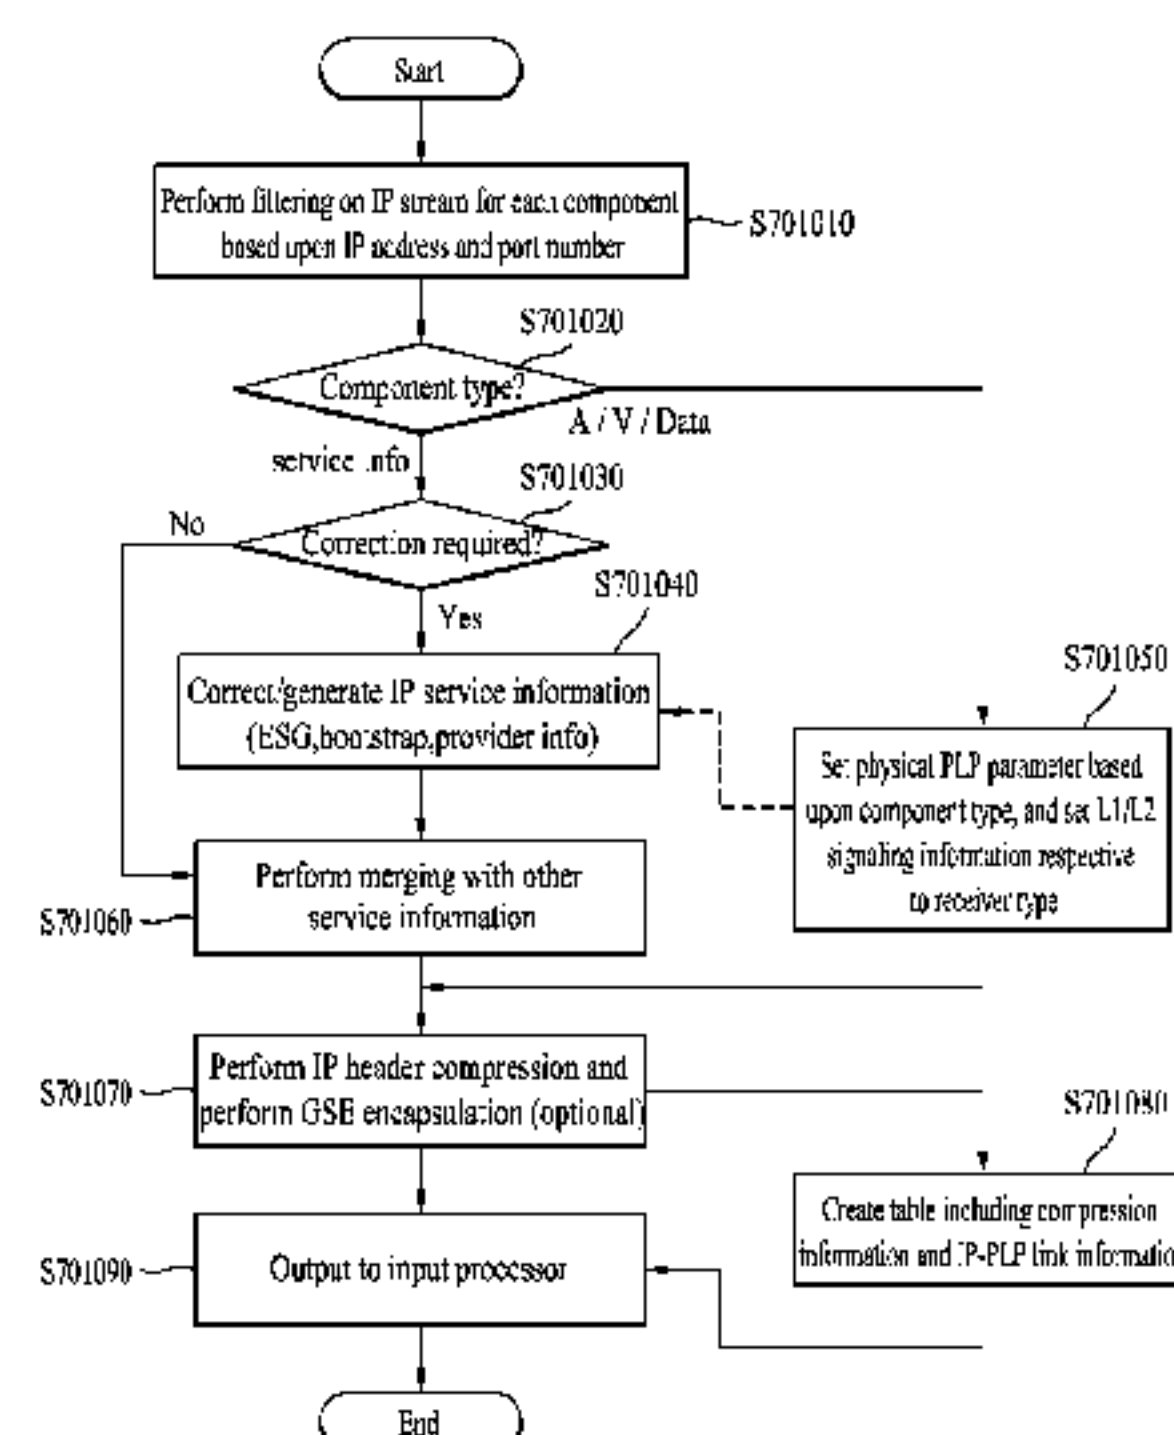 Start
Perform filtering on IP stream for each component
based upon IP address and port number
S701010
S701020
Component type?
A / V / Data
service info
S701030
No
Correction required?
S701040
Yes
S701050
Correct/generate IP service information
(ESG,bootstrap,provider info)
Set physical PLP parameter based
upon component type, and set L1/L2
signaling information respective
to receiver type
Perform merging with other
service information
S701060
Perform IP header compression and
perform GSE encapsulation (optional)
S701070
S701080
Create table including compression
information and IP-PLP link informatio
Output to input processor
S701090
End